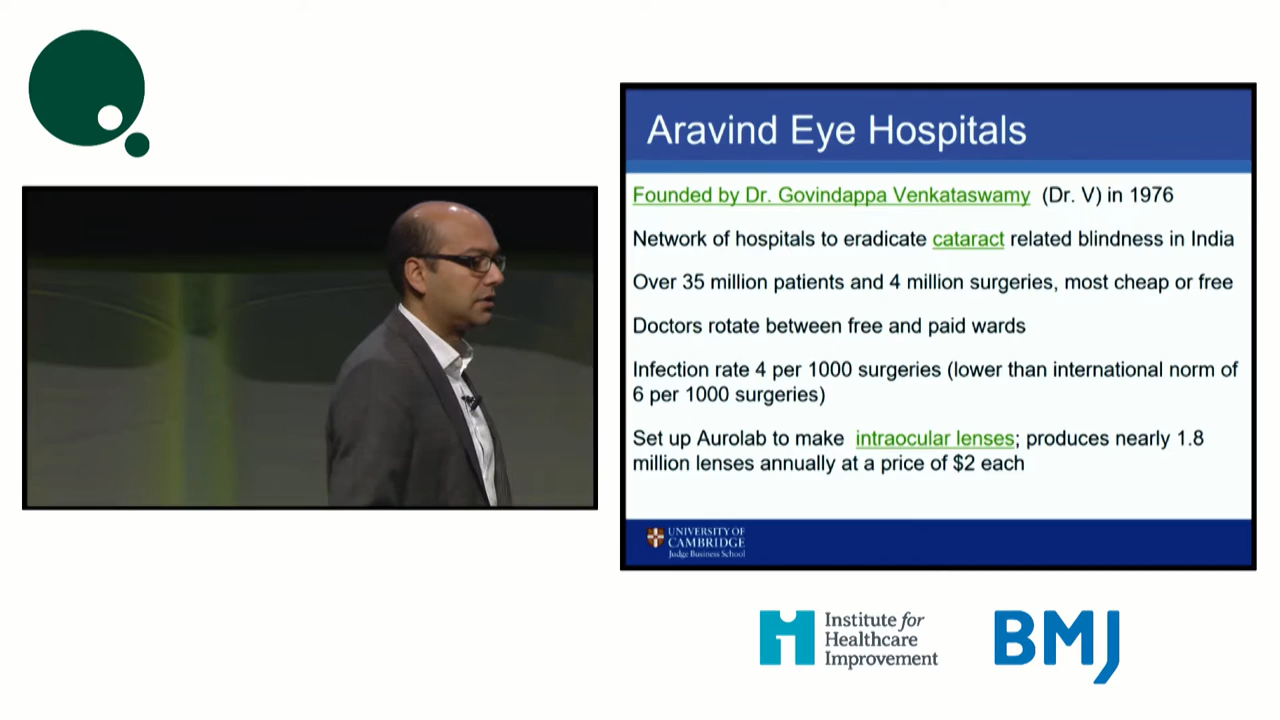 Aravind Eye Hospitals
Founded by Dr. Govindappa Venkataswamy (Dr. V) in 1976
Network of hospitals to eradicate cataract related blindness in India
Over 35 million patients and 4 million surgeries, most cheap or free
Doctors rotate between free and paid wards
Infection rate 4 per 1000 surgeries (lower than international norm of
6 per 1000 surgeries)
Set up Aurolab to make intraocular lenses; produces nearly 1.8
million lenses annually at a price of $2 each
UNIVERSITY OF
CAMBRIDGE
Judge Business School
Institute for
Healthcare
Improvement
BMJ